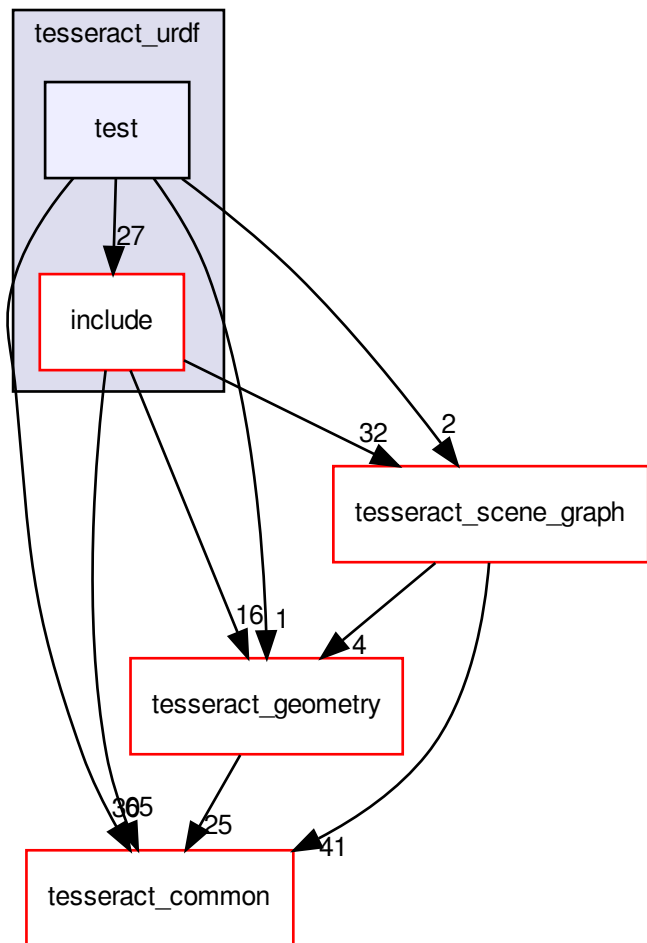 tesseract_urdf
test
27
include
32
2
tesseract_scene_graph
16
1
4
tesseract_geometry
25
41
tesseract_common